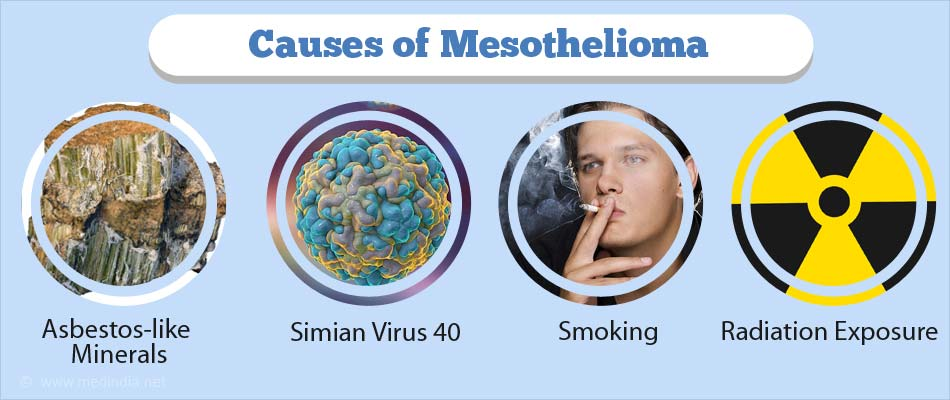 Causes of Mesothelioma
Asbestos-like
Minerals
Simian Virus 40
Smoking
Radiation Exposure
© www.medindia.net